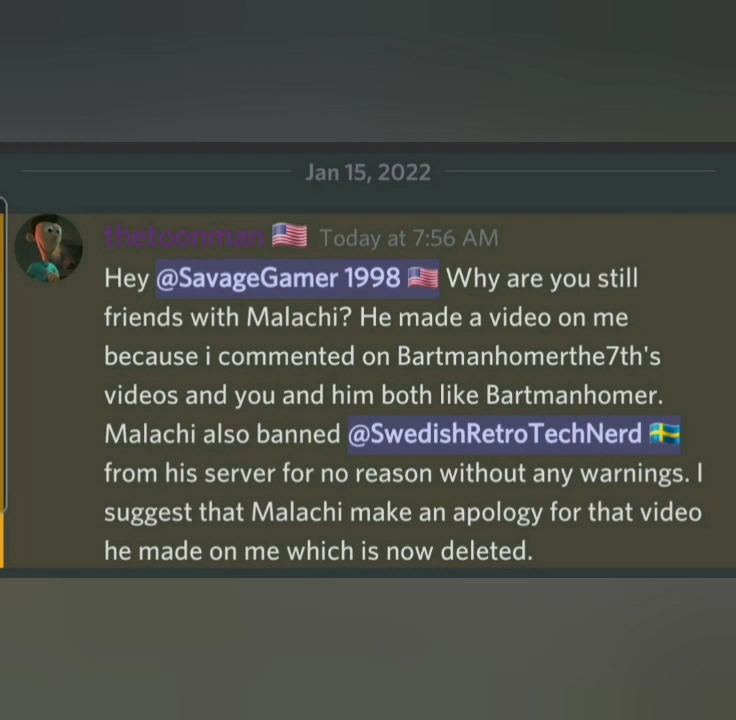 Jan 15, 2022
thetoonman 🇺🇸 Today at 7:56 AM
Hey @SavageGamer 1998 🇺🇸 Why are you still
friends with Malachi? He made a video on me
because i commented on Bartmanhomerthe7th's
videos and you and him both like Bartmanhomer.
Malachi also banned @SwedishRetroTechNerd 🇸🇪
from his server for no reason without any warnings. I
suggest that Malachi make an apology for that video
he made on me which is now deleted.